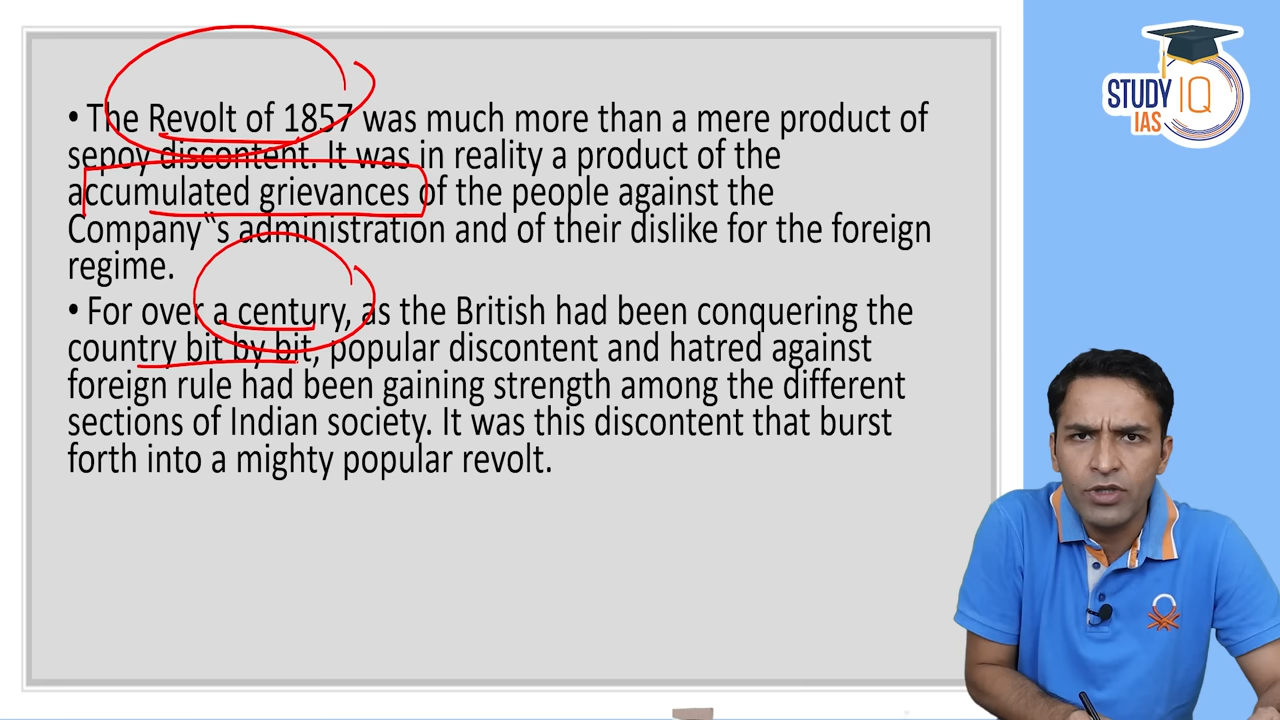 • The Revolt of 1857 was much more than a mere product of
sepoy discontent. It was in reality a product of the
accumulated grievances of the people against the
Company‟s administration and of their dislike for the foreign
regime.
• For over a century, as the British had been conquering the
country bit by bit, popular discontent and hatred against
foreign rule had been gaining strength among the different
sections of Indian society. It was this discontent that burst
forth into a mighty popular revolt.
STUDY IQ
IAS